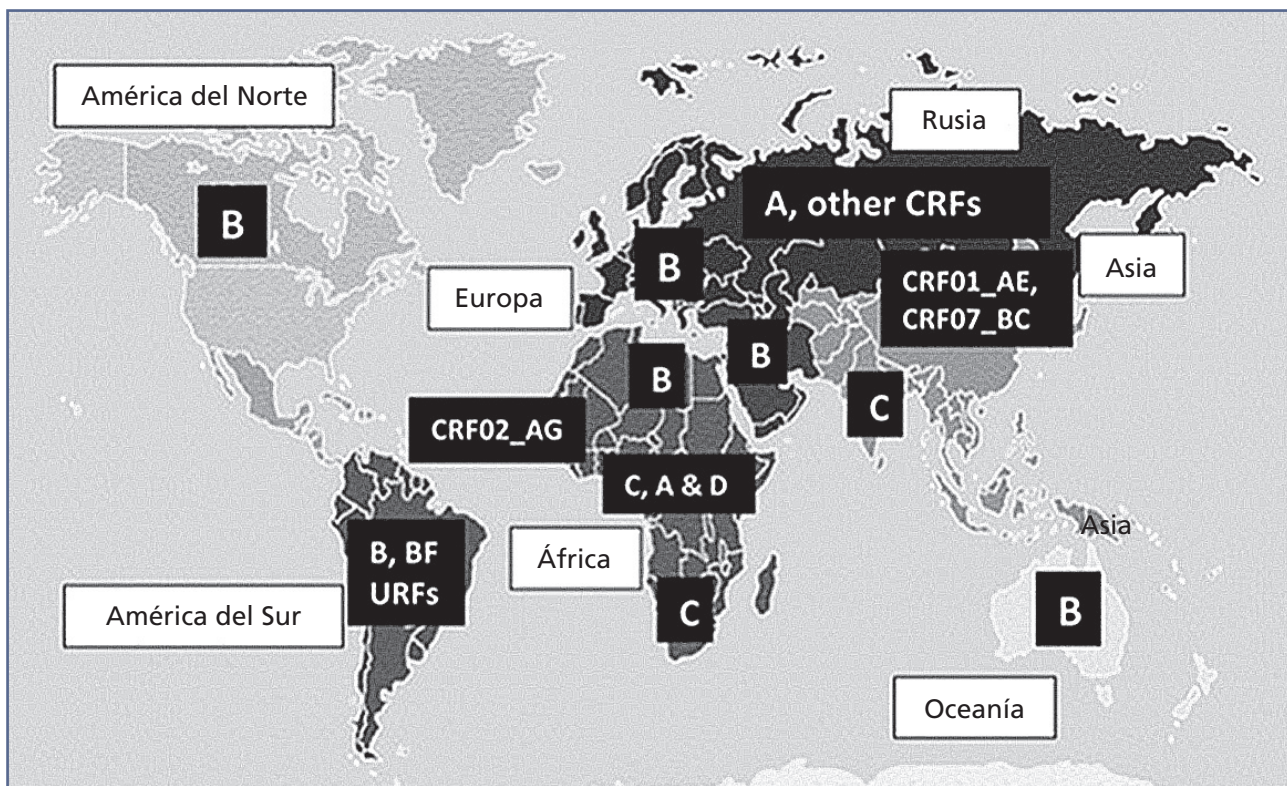 América del Norte
Rusia
A, other CRFs
B
B
Asia
Europa
CRF01_AE,
CRF07_BC
B
B
C
CRF02_AG
C, A & D
Asia
B, BF
URFs
África
América del Sur
C
B
Oceanía